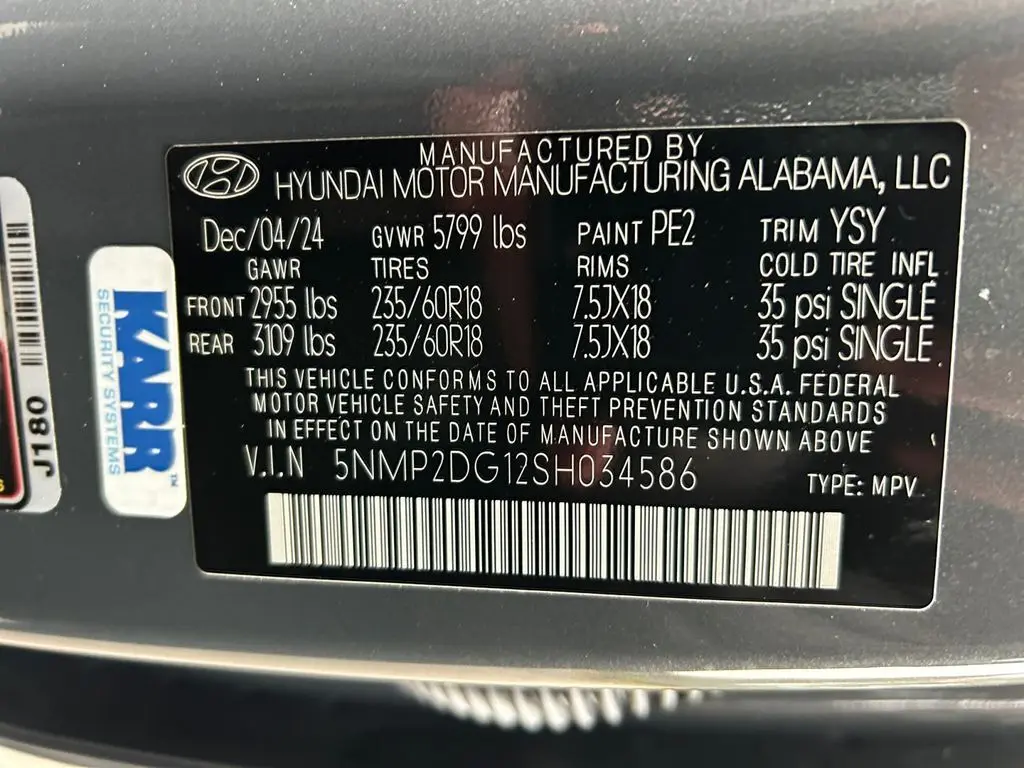 MANUFACTURED BY
HYUNDAI MOTOR MANUFACTURING ALABAMA, LLC
Dec/04/24 GVWR 5799 lbs PAINT PE2 TRIM YSY
GAWR TIRES RIMS COLD TIRE INFL
FRONT 2955 lbs 235/60R18 7.5JX18 35 psi SINGLE
REAR 3109 lbs 235/60R18 7.5JX18 35 psi SINGLE
THIS VEHICLE CONFORMS TO ALL APPLICABLE U.S.A. FEDERAL
MOTOR VEHICLE SAFETY AND THEFT PREVENTION STANDARDS
IN EFFECT ON THE DATE OF MANUFACTURE SHOWN ABOVE
V.I.N 5NMP2DG12SH034586 TYPE: MPV
KARR™
SECURITY SYSTEMS
J180